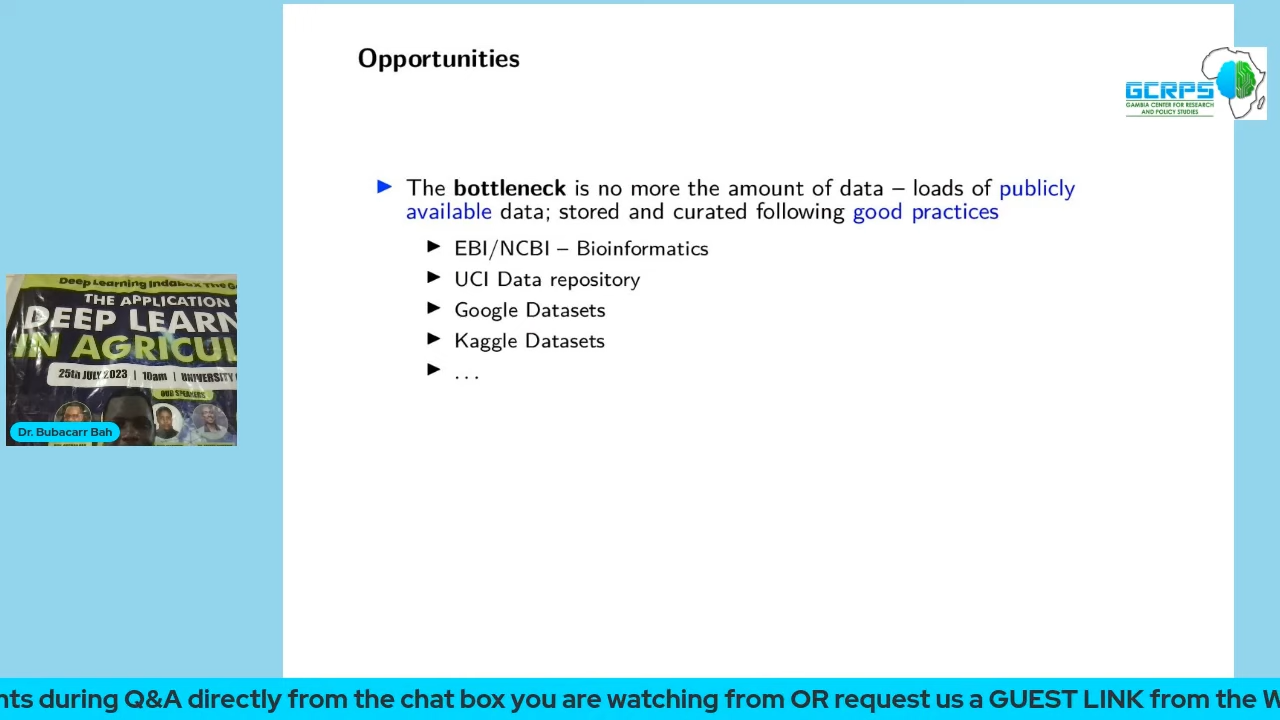 Opportunities
GCRPS
GAMBIA CENTER FOR RESEARCH
AND POLICY STUDIES
► The bottleneck is no more the amount of data – loads of publicly
available data; stored and curated following good practices
► EBI/NCBI – Bioinformatics
► UCI Data repository
► Google Datasets
► Kaggle Datasets
► ...
Deep Learning Indabax The G
THE APPLICATION
DEEP LEARN
IN AGRICUL
25th JULY 2023 | 10am | UNIVERSITY
OUR SPEAKERS
Dr. Bubacarr Bah
nts during Q&A directly from the chat box you are watching from OR request us a GUEST LINK from the W